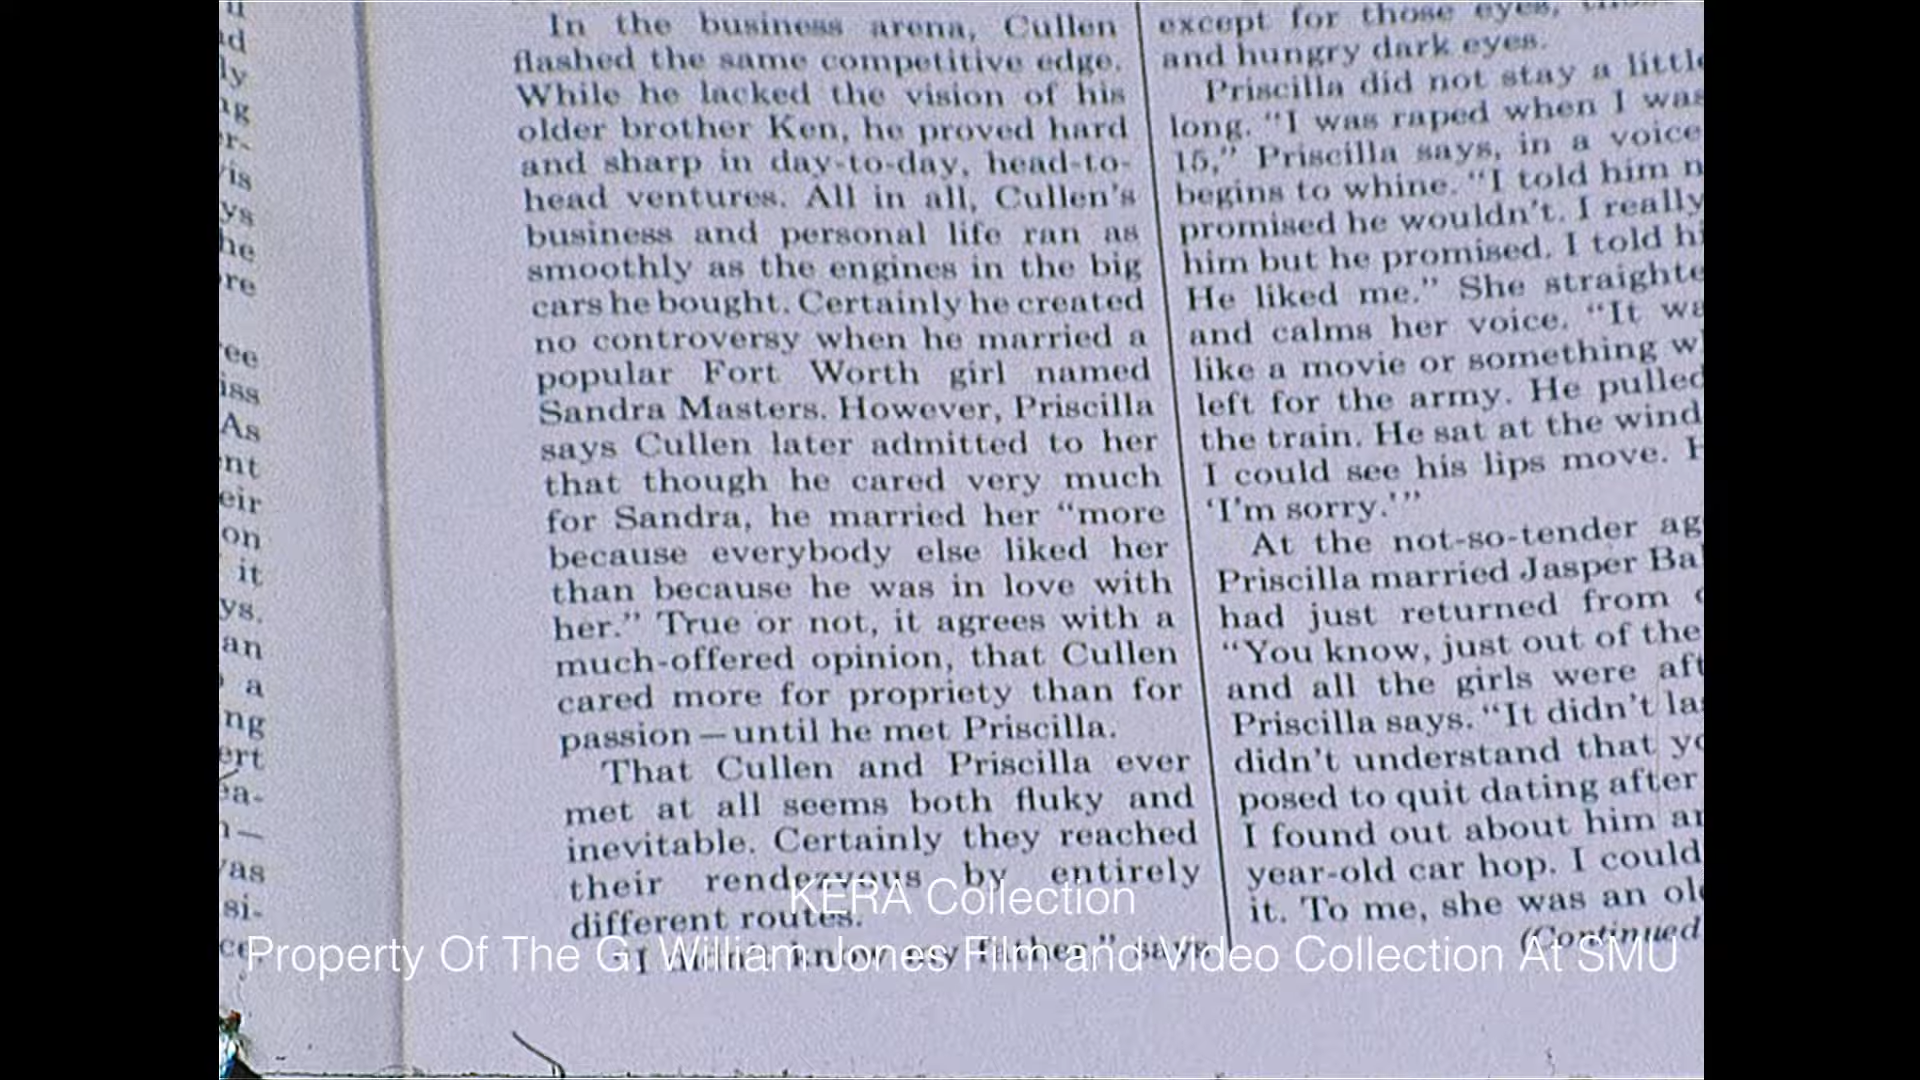 In the business arena, Cullen
flashed the same competitive edge.
While he lacked the vision of his
older brother Ken, he proved hard
and sharp in day-to-day, head-to-
head ventures. All in all, Cullen's
business and personal life ran as
smoothly as the engines in the big
cars he bought. Certainly he created
no controversy when he married a
popular Fort Worth girl named
Sandra Masters. However, Priscilla
says Cullen later admitted to her
that though he cared very much
for Sandra, he married her “more
because everybody else liked her
than because he was in love with
her.” True or not, it agrees with a
much-offered opinion, that Cullen
cared more for propriety than for
passion—until he met Priscilla.
That Cullen and Priscilla ever
met at all seems both fluky and
inevitable. Certainly they reached
their rendezvous by entirely
different routes.
“I didn't know my father,” says
except for those eyes,
and hungry dark eyes.
Priscilla did not stay a little
long. “I was raped when I was
15,” Priscilla says, in a voice
begins to whine. “I told him
promised he wouldn't. I really
him but he promised. I told
He liked me.” She
and calms her voice. “It
like a movie or something
left for the army. He pulled
the train. He sat at the
I could see his lips move.
‘I'm sorry.’”
At the not-so-tender
Priscilla married Jasper
had just returned from
“You know, just out of the
and all the girls were
Priscilla says. “It didn't
didn't understand that
posed to quit dating after
I found out about him
year-old car hop. I could
it. To me, she was an
(Continued
KERA Collection
Property Of The G. William Jones Film and Video Collection At SMU